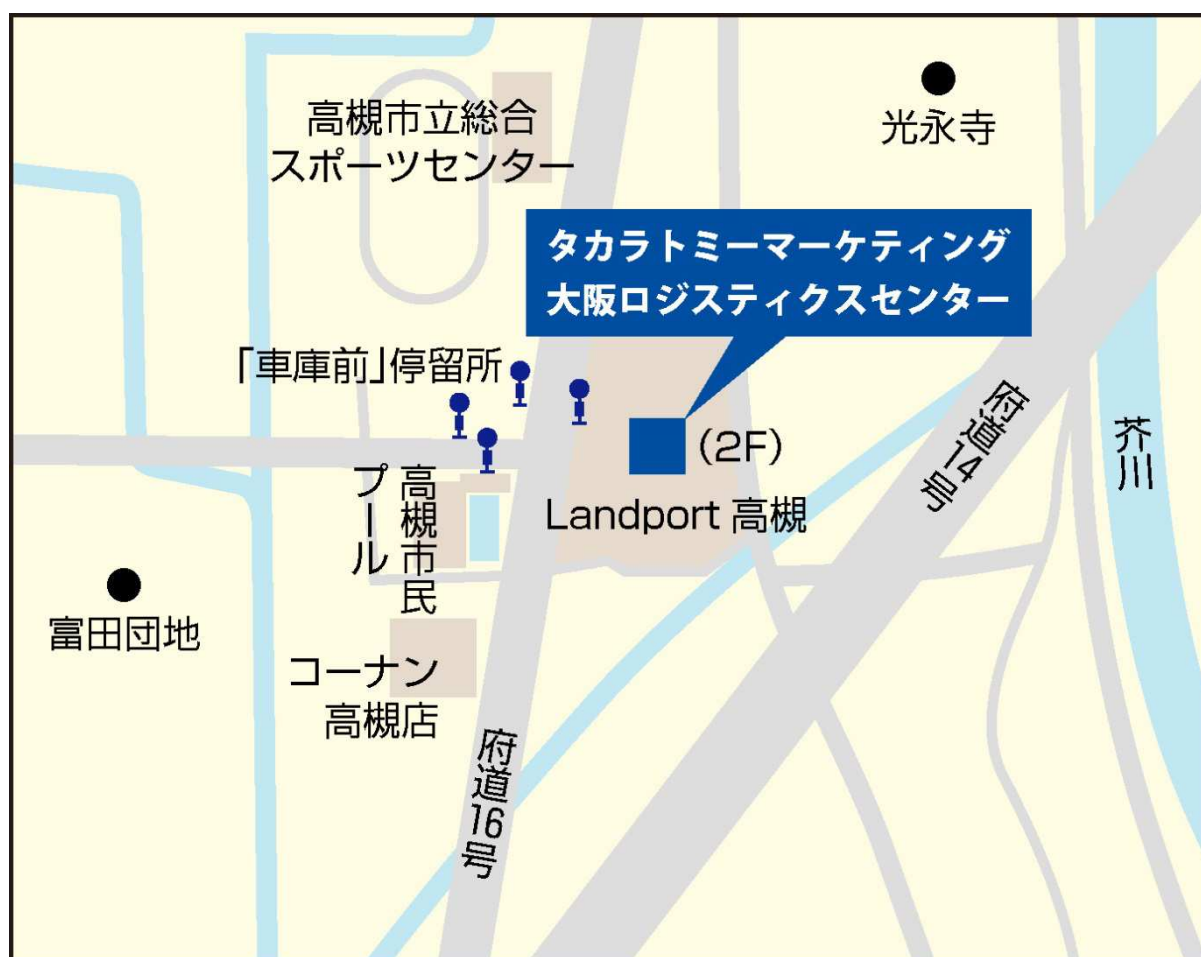 高槻市立総合
スポーツセンター
光永寺
タカラトミーマーケティング
大阪ロジスティクスセンター
「車庫前」停留所
(2F)
Landport 高槻
府道14号
芥川
高槻市民
プール
富田団地
コーナン
高槻店
府道16号